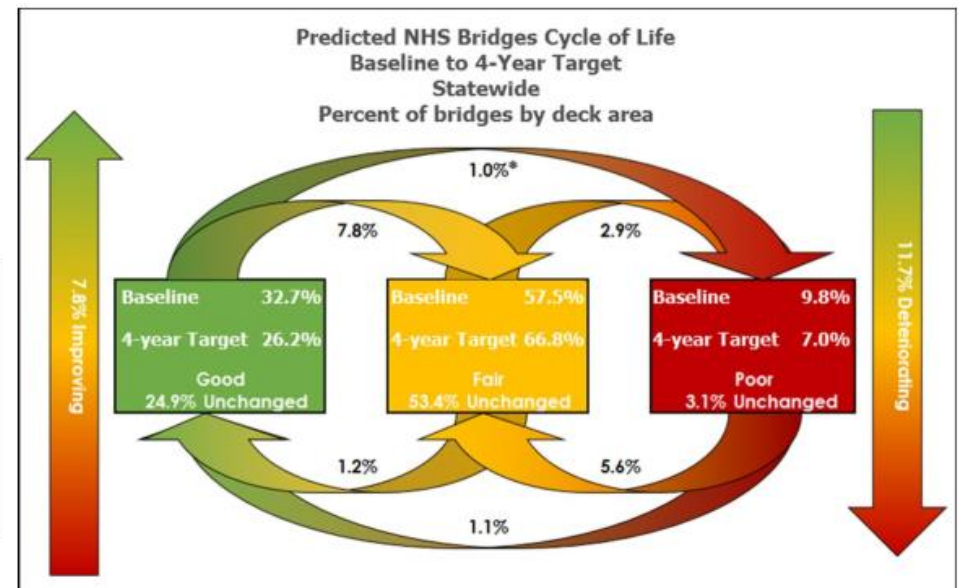 Predicted NHS Bridges Cycle of Life
Baseline to 4-Year Target
Statewide
Percent of bridges by deck area
1.0%*
7.8%
2.9%
7.8% Improving
Baseline 32.7%
4-year Target 26.2%
Good
24.9% Unchanged
Baseline 57.5%
4-year Target 66.8%
Fair
53.4% Unchanged
Baseline 9.8%
4-year Target 7.0%
Poor
3.1% Unchanged
11.7% Deteriorating
1.2%
5.6%
1.1%